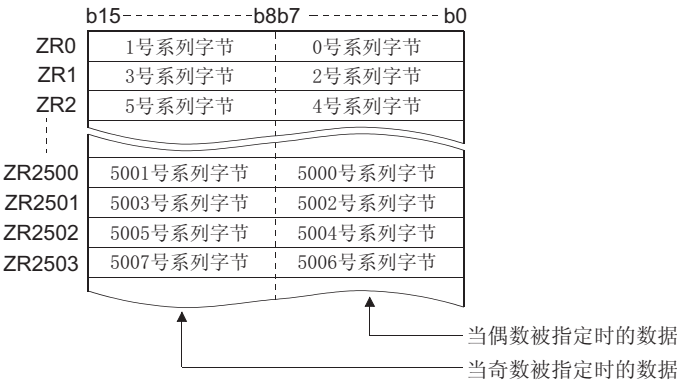 b15 b8b7 b0
ZR0 1号系列字节 0号系列字节
ZR1 3号系列字节 2号系列字节
ZR2 5号系列字节 4号系列字节
ZR2500 5001号系列字节 5000号系列字节
ZR2501 5003号系列字节 5002号系列字节
ZR2502 5005号系列字节 5004号系列字节
ZR2503 5007号系列字节 5006号系列字节
当偶数被指定时的数据
当奇数被指定时的数据